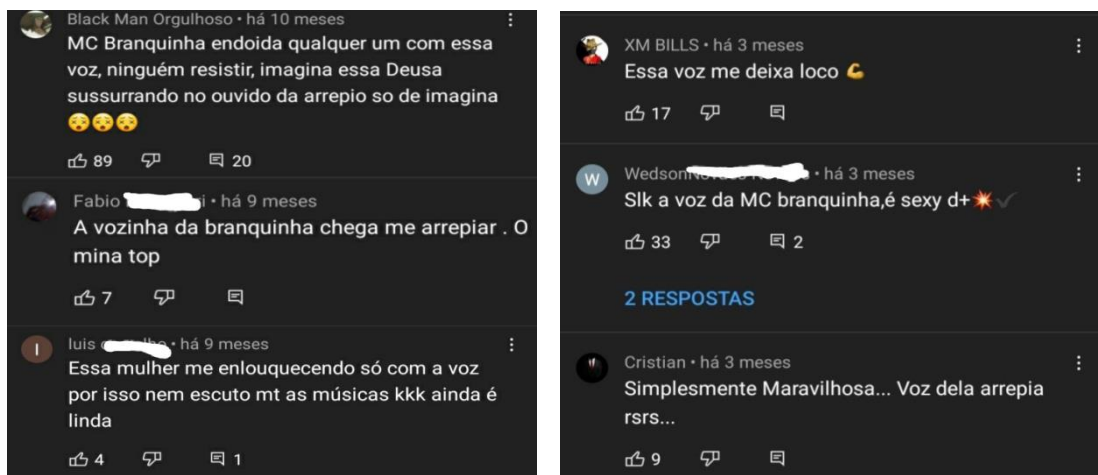 Black Man Orgulhoso • há 10 meses
MC Branquinha endoida qualquer um com essa
voz, ninguém resistir, imagina essa Deusa
sussurrando no ouvido da arrepio so de imagina
😵😵😵
89 20
Fabio • há 9 meses
A vozinha da branquinha chega me arrepiar . O
mina top
7
I
luis • há 9 meses
Essa mulher me enlouquecendo só com a voz
por isso nem escuto mt as músicas kkk ainda é
linda
4 1
XM BILLS • há 3 meses
Essa voz me deixa loco 💪
17
W
Wedson • há 3 meses
Slk a voz da MC branquinha,é sexy d+💥✔
33 2
2 RESPOSTAS
Cristian • há 3 meses
Simplesmente Maravilhosa... Voz dela arrepia
rsrs...
9